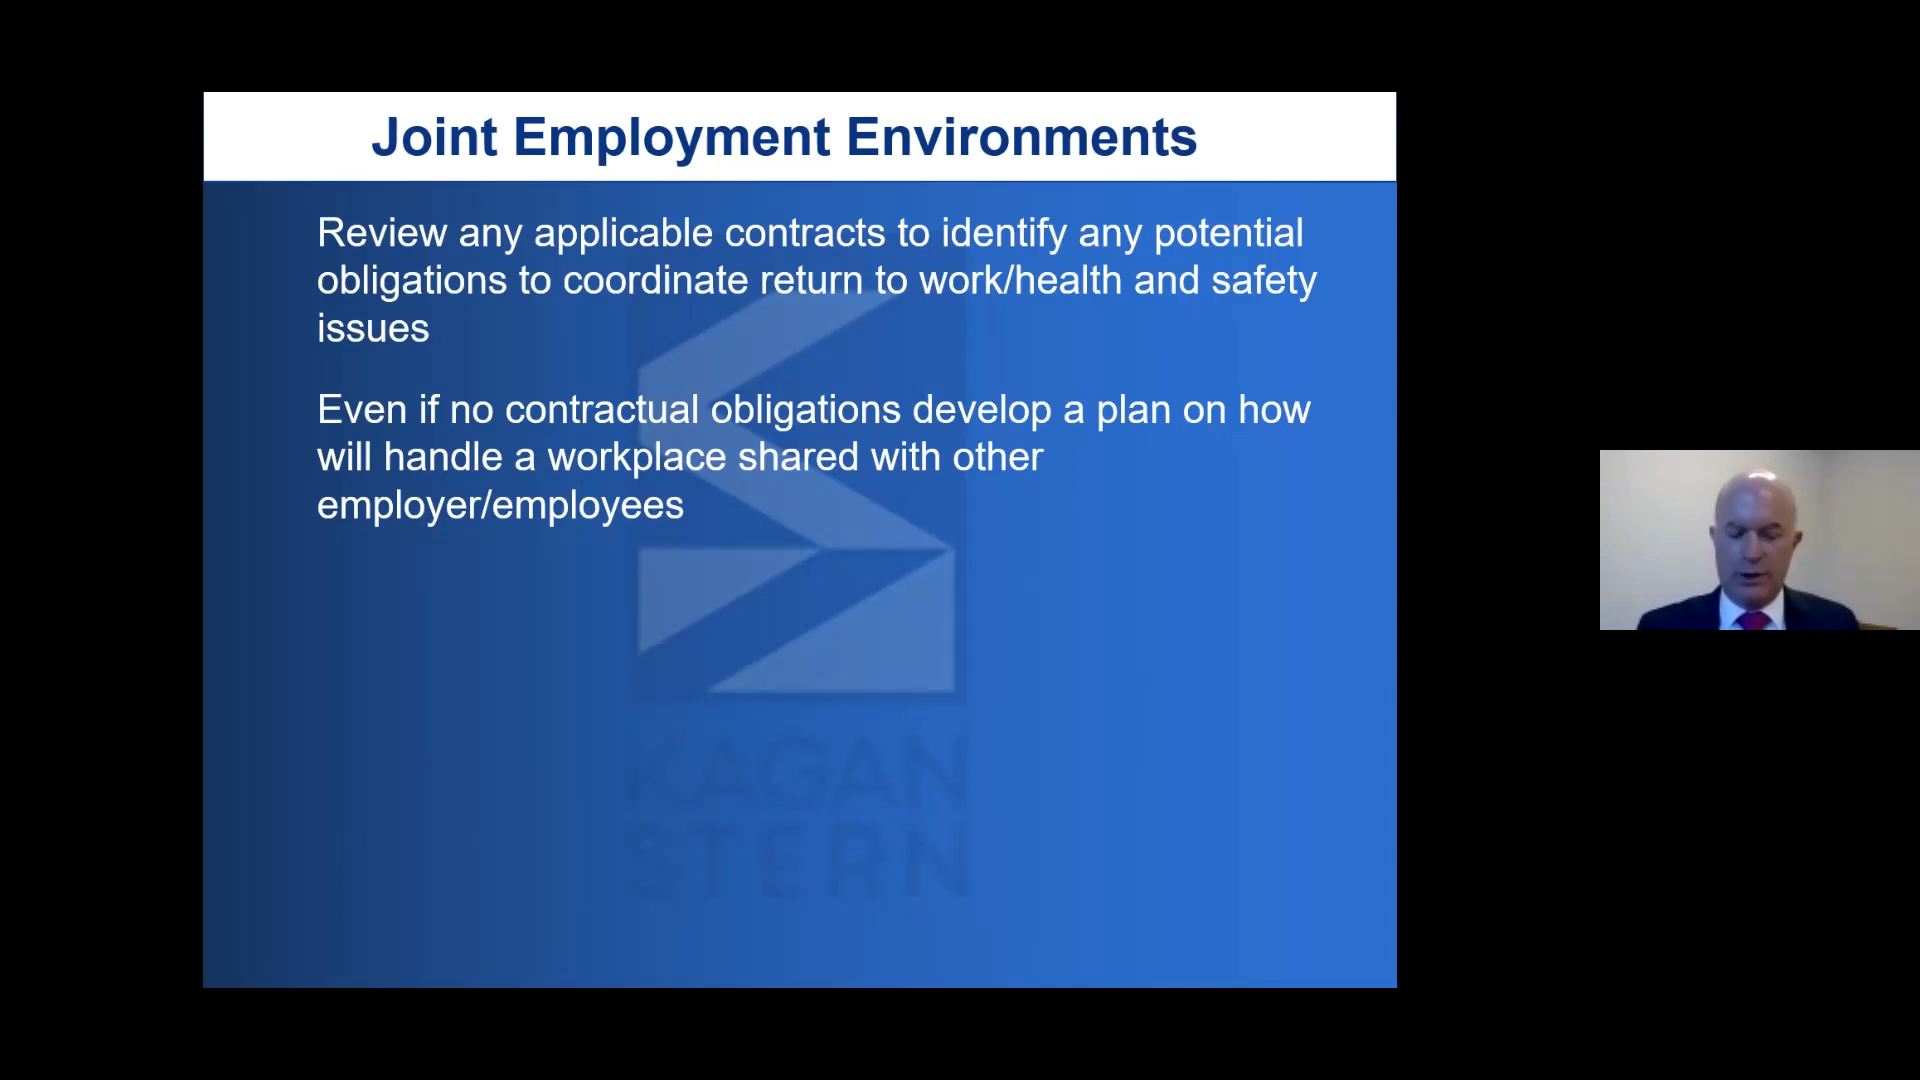 Joint Employment Environments
Review any applicable contracts to identify any potential
obligations to coordinate return to work/health and safety
issues
Even if no contractual obligations develop a plan on how
will handle a workplace shared with other
employer/employees
KAGAN
STERN